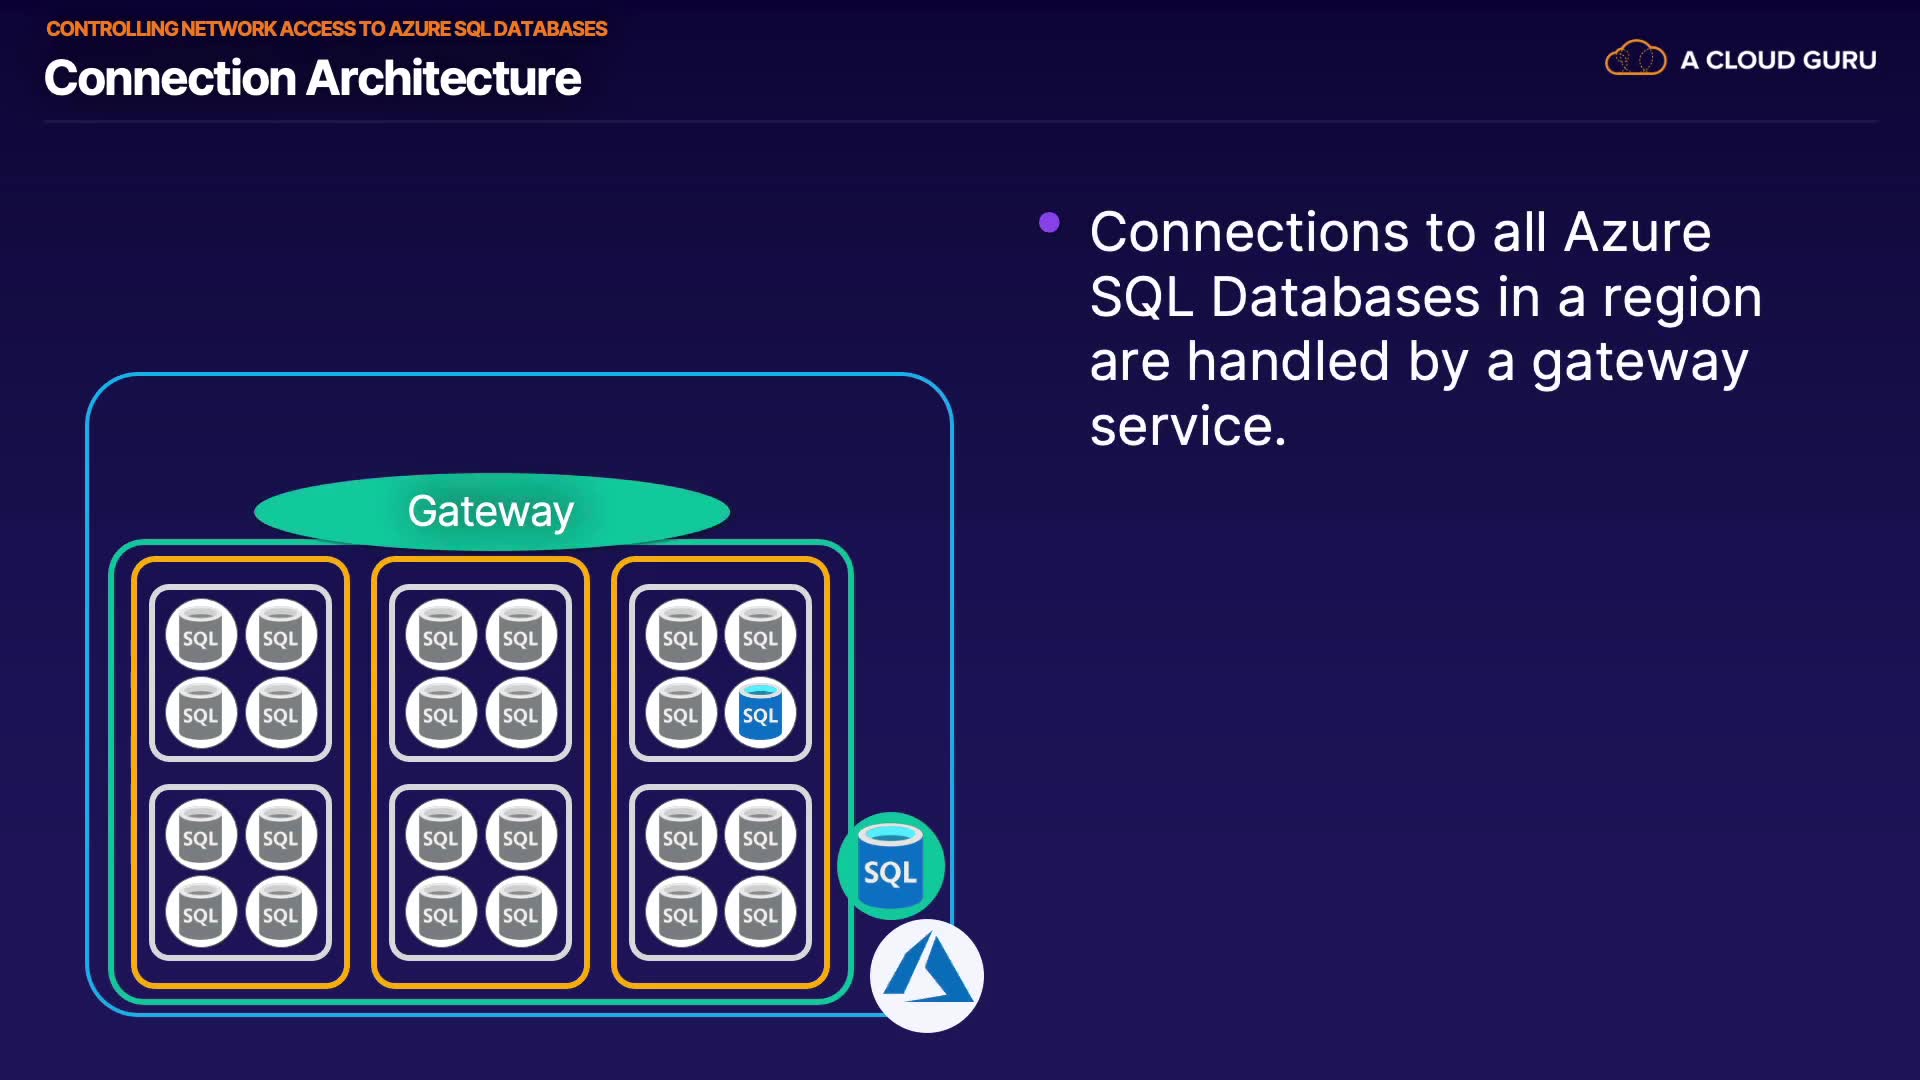 CONTROLLING NETWORK ACCESS TO AZURE SQL DATABASES
Connection Architecture
A CLOUD GURU
Connections to all Azure
SQL Databases in a region
are handled by a gateway
service.
Gateway
SQL SQL SQL SQL SQL SQL
SQL SQL SQL SQL SQL SQL
SQL SQL SQL SQL SQL SQL
SQL
SQL SQL SQL SQL SQL SQL